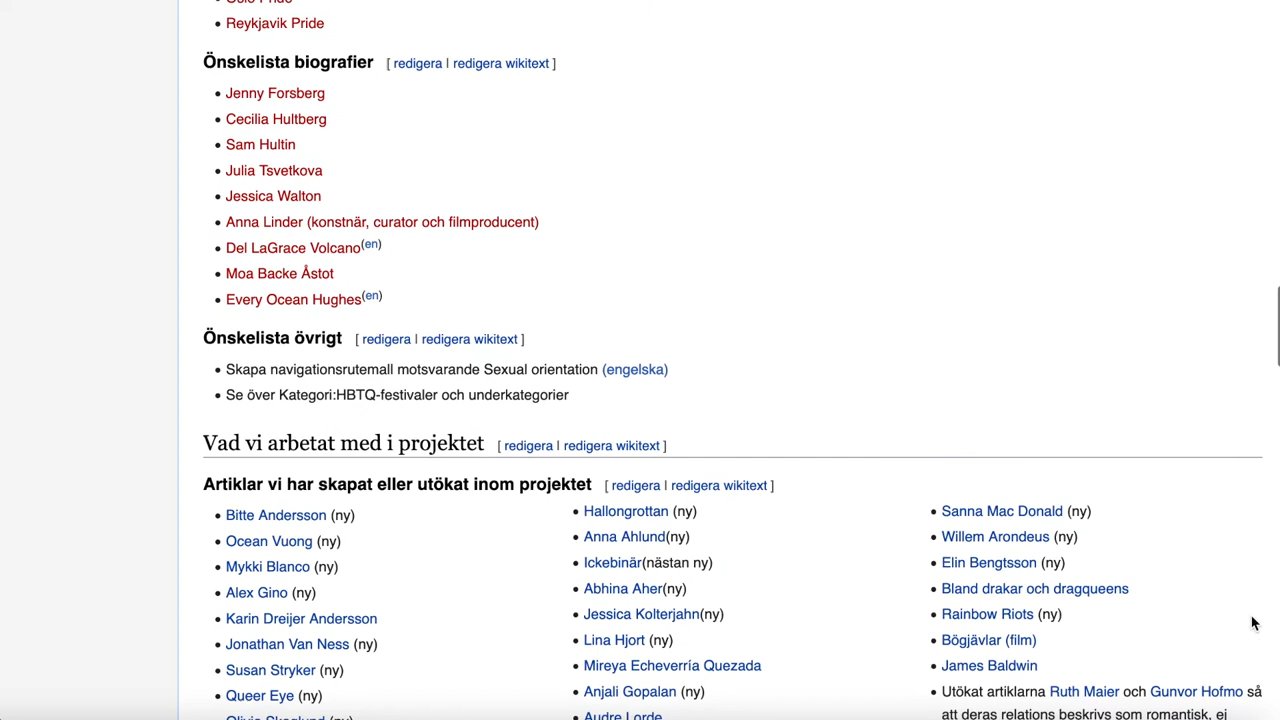 Oslo Pride
Reykjavik Pride
Önskelista biografier [ redigera | redigera wikitext ]
Jenny Forsberg
Cecilia Hultberg
Sam Hultin
Julia Tsvetkova
Jessica Walton
Anna Linder (konstnär, curator och filmproducent)
Del LaGrace Volcano(en)
Moa Backe Åstot
Every Ocean Hughes(en)
Önskelista övrigt [ redigera | redigera wikitext ]
Skapa navigationsrutemall motsvarande Sexual orientation (engelska)
Se över Kategori:HBTQ-festivaler och underkategorier
Vad vi arbetat med i projektet [ redigera | redigera wikitext ]
Artiklar vi har skapat eller utökat inom projektet [ redigera | redigera wikitext ]
Bitte Andersson (ny)
Ocean Vuong (ny)
Mykki Blanco (ny)
Alex Gino (ny)
Karin Dreijer Andersson
Jonathan Van Ness (ny)
Susan Stryker (ny)
Queer Eye (ny)
Olivia Skoglund (ny)
Hallongrottan (ny)
Anna Ahlund(ny)
Ickebinär(nästan ny)
Abhina Aher(ny)
Jessica Kolterjahn(ny)
Lina Hjort (ny)
Mireya Echeverría Quezada
Anjali Gopalan (ny)
Audre Lorde
Sanna Mac Donald (ny)
Willem Arondeus (ny)
Elin Bengtsson (ny)
Bland drakar och dragqueens
Rainbow Riots (ny)
Bögjävlar (film)
James Baldwin
Utökat artiklarna Ruth Maier och Gunvor Hofmo så
att deras relations beskrivs som romantisk, ej